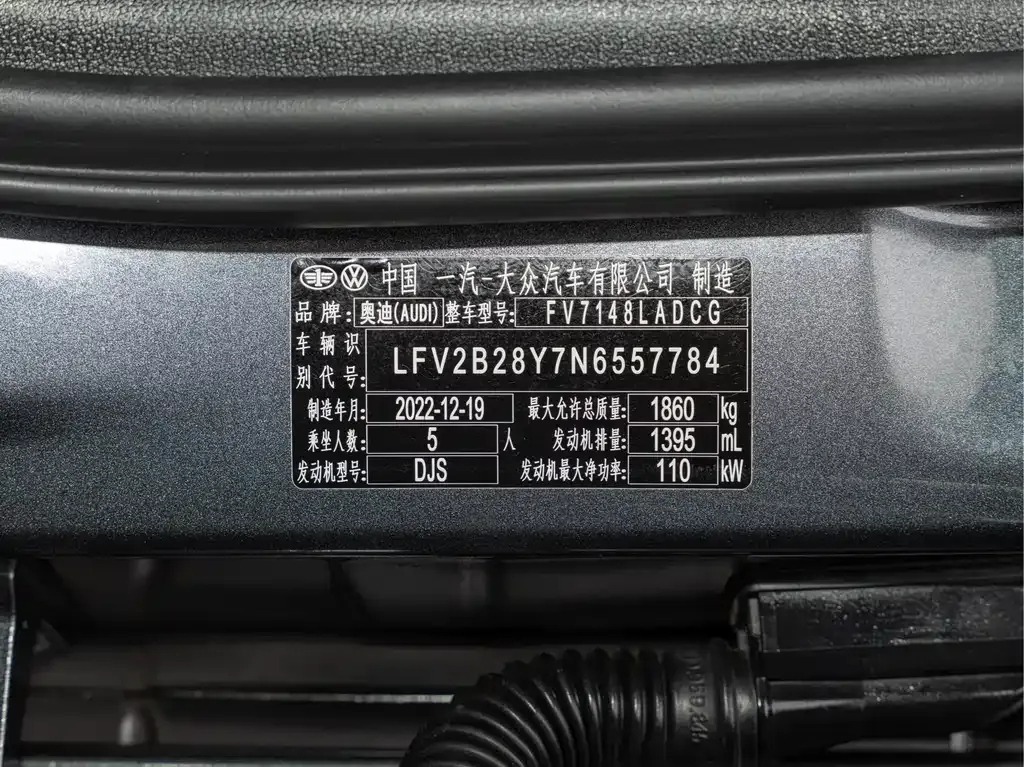 中国 一汽-大众汽车有限公司 制造
品牌: 奥迪(AUDI) 整车型号: FV7148LADCG
车辆识别代号: LFV2B28Y7N6557784
制造年月: 2022-12-19 最大允许总质量: 1860 kg
乘坐人数: 5 人 发动机排量: 1395 mL
发动机型号: DJS 发动机最大净功率: 110 kW